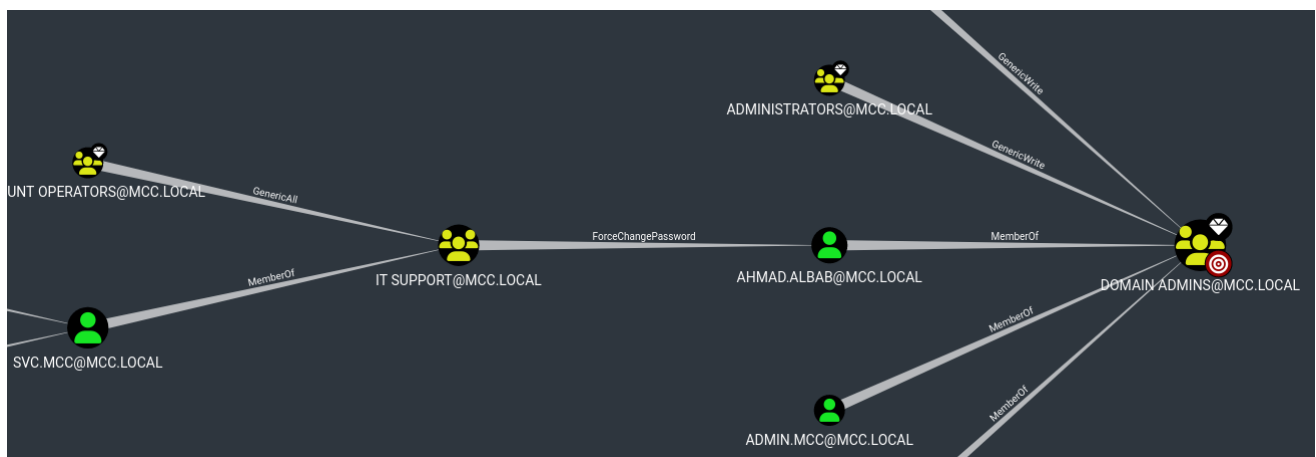 GenericWrite
ADMINISTRATORS@MCC.LOCAL
GenericWrite
UNT OPERATORS@MCC.LOCAL
GenericAll
ForceChangePassword
MemberOf
MemberOf
IT SUPPORT@MCC.LOCAL
AHMAD.ALBAB@MCC.LOCAL
DOMAIN ADMINS@MCC.LOCAL
MemberOf
SVC.MCC@MCC.LOCAL
MemberOf
ADMIN.MCC@MCC.LOCAL